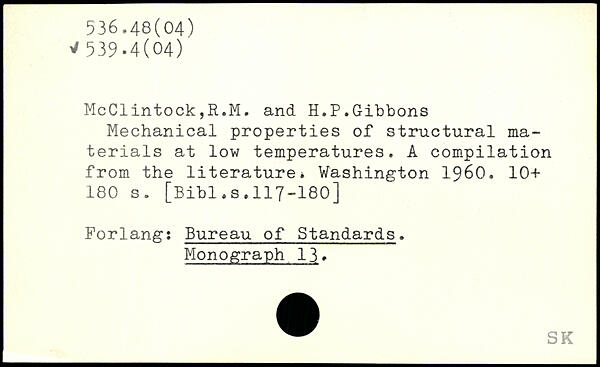 536.48(04)
✓ 539.4(04)
McClintock,R.M. and H.P.Gibbons
Mechanical properties of structural ma-
terials at low temperatures. A compilation
from the literature. Washington 1960. 10+
180 s. [Bibl.s.117-180]
Forlang: Bureau of Standards.
Monograph 13.
SK